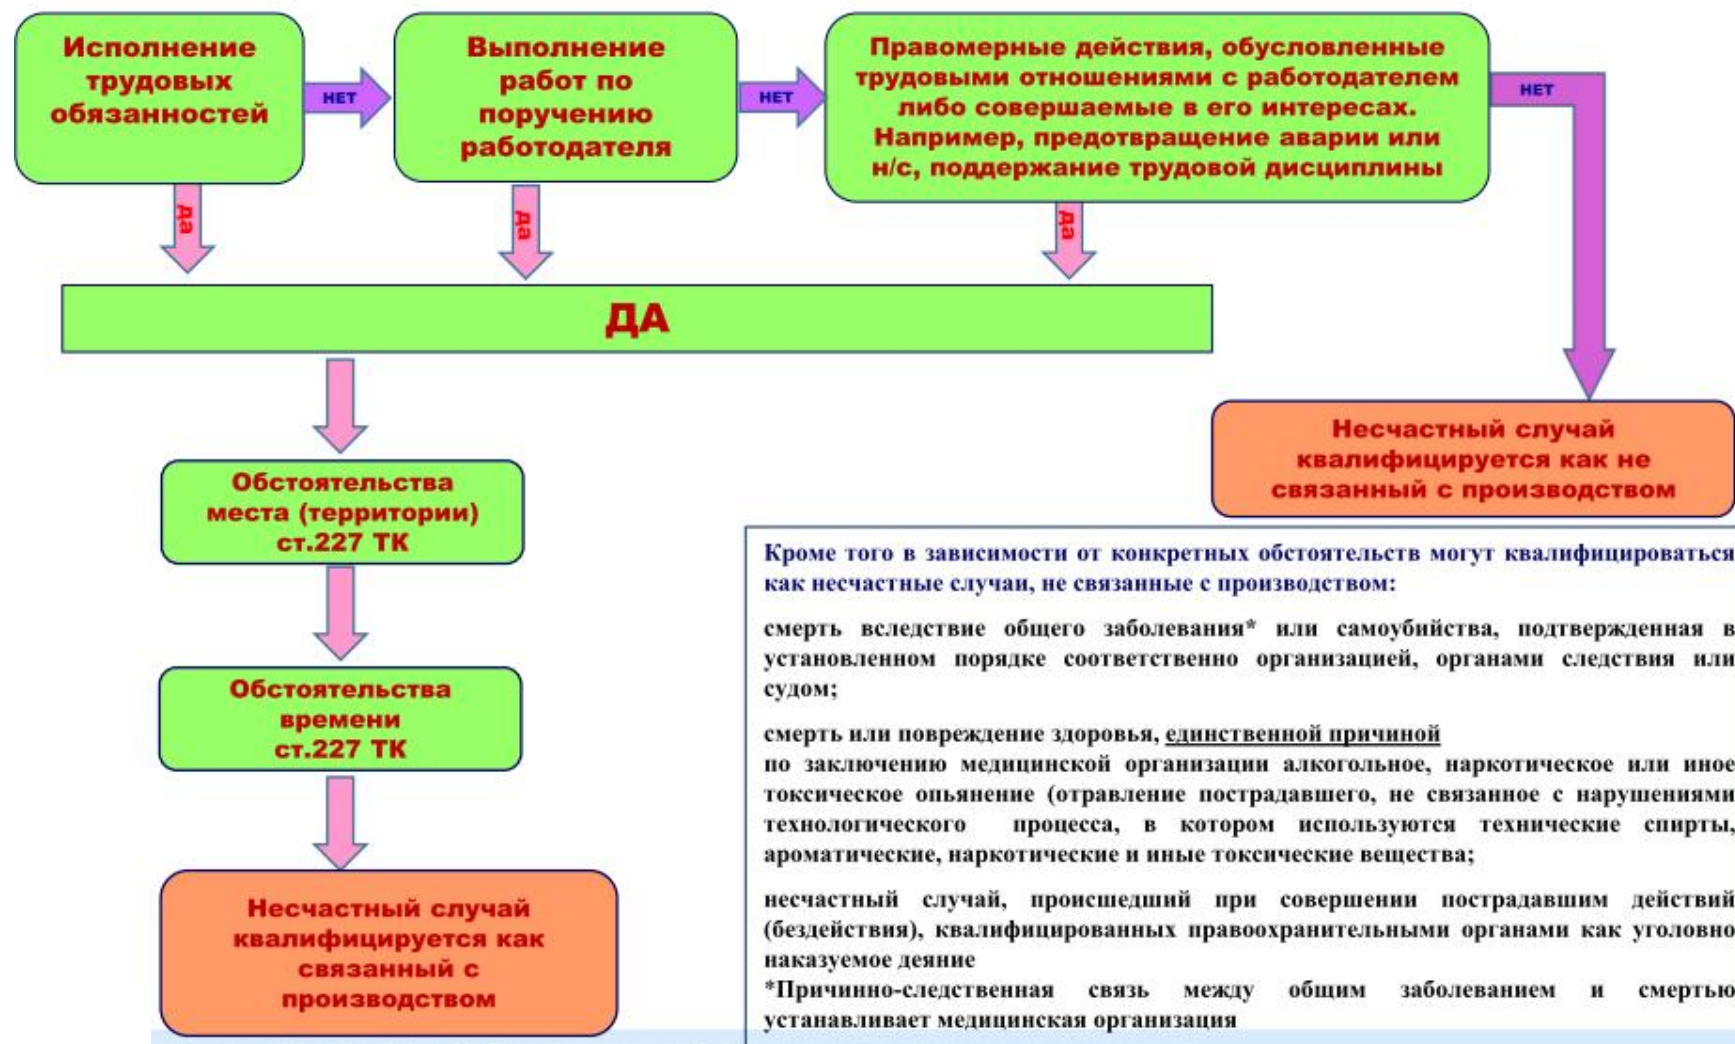 Исполнение
трудовых
обязанностей
НЕТ
Выполнение
работ по
поручению
работодателя
НЕТ
Правомерные действия, обусловленные
трудовыми отношениями с работодателем
либо совершаемые в его интересах.
Например, предотвращение аварии или
н/с, поддержание трудовой дисциплины
НЕТ
да
да
да
ДА
Обстоятельства
места (территории)
ст.227 ТК
Обстоятельства
времени
ст.227 ТК
Несчастный случай
квалифицируется как
связанный с
производством
Несчастный случай
квалифицируется как не
связанный с производством
Кроме того в зависимости от конкретных обстоятельств могут квалифицироваться
как несчастные случаи, не связанные с производством:
смерть вследствие общего заболевания* или самоубийства, подтвержденная в
установленном порядке соответственно организацией, органами следствия или
судом;
смерть или повреждение здоровья, единственной причиной
по заключению медицинской организации алкогольное, наркотическое или иное
токсическое опьянение (отравление пострадавшего, не связанное с нарушениями
технологического процесса, в котором используются технические спирты,
ароматические, наркотические и иные токсические вещества;
несчастный случай, происшедший при совершении пострадавшим действий
(бездействия), квалифицированных правоохранительными органами как уголовно
наказуемое деяние
*Причинно-следственная связь между общим заболеванием и смертью
устанавливает медицинская организация